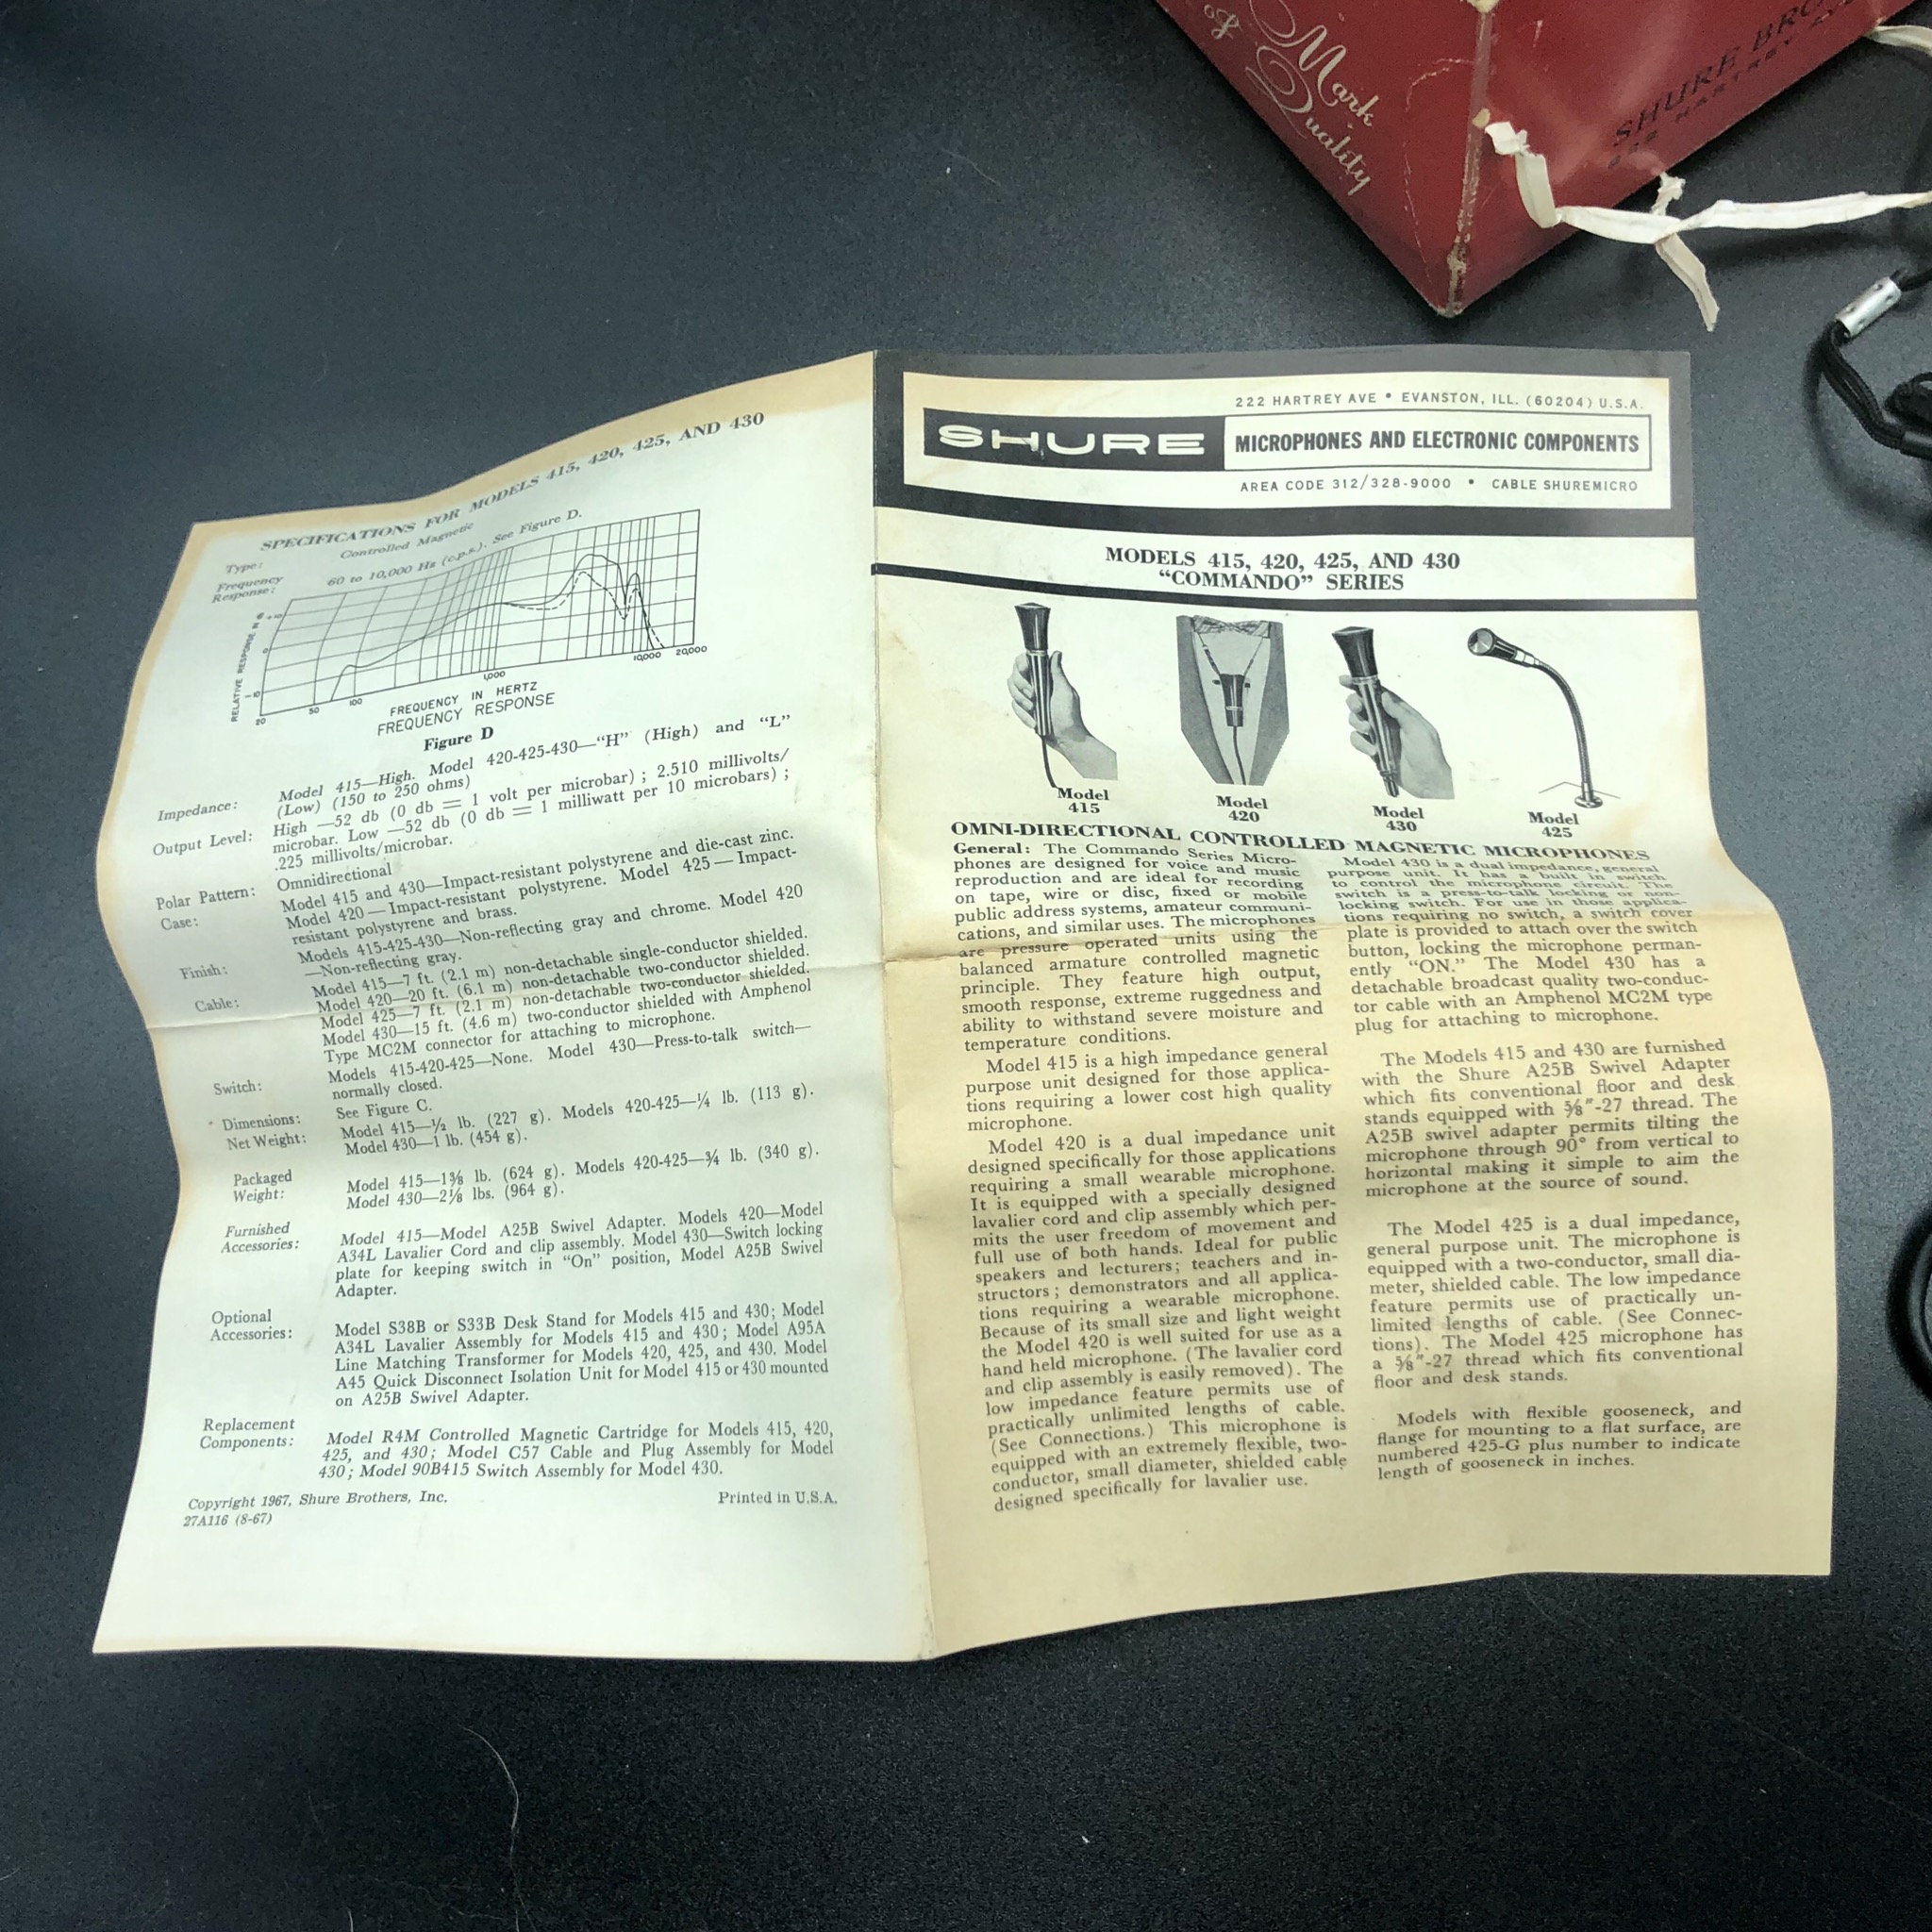 Mark
of Quality
SHURE BRO
222 HARTREY AVE
SPECIFICATIONS FOR MODELS 415, 420, 425, AND 430
Type: Controlled Magnetic
Frequency Response: 60 to 10,000 Hz (c.p.s.). See Figure D.
RELATIVE RESPONSE IN
+10
0
-10
20 50 100 1,000 10,000 20,000
FREQUENCY IN HERTZ
FREQUENCY RESPONSE
Figure D
Impedance: Model 415—High. Model 420-425-430—"H" (High) and "L"
(Low) (150 to 250 ohms)
Output Level: High —52 db (0 db = 1 volt per microbar) ; 2.510 millivolts/
microbar. Low —52 db (0 db = 1 milliwatt per 10 microbars) ;
.225 millivolts/microbar.
Polar Pattern: Omnidirectional
Case: Model 415 and 430—Impact-resistant polystyrene and die-cast zinc.
Model 420 — Impact-resistant polystyrene. Model 425 — Impact-
resistant polystyrene and brass.
Finish: Models 415-425-430—Non-reflecting gray and chrome. Model 420
—Non-reflecting gray.
Cable: Model 415—7 ft. (2.1 m) non-detachable single-conductor shielded.
Model 420—20 ft. (6.1 m) non-detachable two-conductor shielded.
Model 425—7 ft. (2.1 m) non-detachable two-conductor shielded.
Model 430—15 ft. (4.6 m) two-conductor shielded with Amphenol
Type MC2M connector for attaching to microphone.
Switch: Models 415-420-425—None. Model 430—Press-to-talk switch—
normally closed.
Dimensions: See Figure C.
Net Weight: Model 415—½ lb. (227 g). Models 420-425—¼ lb. (113 g).
Model 430—1 lb. (454 g).
Packaged Weight: Model 415—1⅜ lb. (624 g). Models 420-425—¾ lb. (340 g).
Model 430—2⅛ lbs. (964 g).
Furnished Accessories: Model 415—Model A25B Swivel Adapter. Models 420—Model
A34L Lavalier Cord and clip assembly. Model 430—Switch locking
plate for keeping switch in "On" position, Model A25B Swivel
Adapter.
Optional Accessories: Model S38B or S33B Desk Stand for Models 415 and 430; Model
A34L Lavalier Assembly for Models 415 and 430; Model A95A
Line Matching Transformer for Models 420, 425, and 430. Model
A45 Quick Disconnect Isolation Unit for Model 415 or 430 mounted
on A25B Swivel Adapter.
Replacement Components: Model R4M Controlled Magnetic Cartridge for Models 415, 420,
425, and 430; Model C57 Cable and Plug Assembly for Model
430; Model 90B415 Switch Assembly for Model 430.
Copyright 1967, Shure Brothers, Inc. Printed in U.S.A.
27A116 (8-67)
222 HARTREY AVE • EVANSTON, ILL. (60204) U.S.A.
SHURE MICROPHONES AND ELECTRONIC COMPONENTS
AREA CODE 312/328-9000 • CABLE SHUREMICRO
MODELS 415, 420, 425, AND 430
"COMMANDO" SERIES
Model 415
Model 420
Model 430
Model 425
OMNI-DIRECTIONAL CONTROLLED MAGNETIC MICROPHONES
General: The Commando Series Micro-
phones are designed for voice and music
reproduction and are ideal for recording
on tape, wire or disc, fixed or mobile
public address systems, amateur communi-
cations, and similar uses. The microphones
are pressure operated units using the
balanced armature controlled magnetic
principle. They feature high output,
smooth response, extreme ruggedness and
ability to withstand severe moisture and
temperature conditions.
Model 415 is a high impedance general
purpose unit designed for those applica-
tions requiring a lower cost high quality
microphone.
Model 420 is a dual impedance unit
designed specifically for those applications
requiring a small wearable microphone.
It is equipped with a specially designed
lavalier cord and clip assembly which per-
mits the user freedom of movement and
full use of both hands. Ideal for public
speakers and lecturers; teachers and in-
structors ; demonstrators and all applica-
tions requiring a wearable microphone.
Because of its small size and light weight
the Model 420 is well suited for use as a
hand held microphone. (The lavalier cord
and clip assembly is easily removed). The
low impedance feature permits use of
practically unlimited lengths of cable.
(See Connections.) This microphone is
equipped with an extremely flexible, two-
conductor, small diameter, shielded cable
designed specifically for lavalier use.
Model 430 is a dual impedance, general
purpose unit. It has a built in switch
to control the microphone circuit. The
switch is a press-to-talk locking or non-
locking switch. For use in those applica-
tions requiring no switch, a switch cover
plate is provided to attach over the switch
button, locking the microphone perman-
ently "ON." The Model 430 has a
detachable broadcast quality two-conduc-
tor cable with an Amphenol MC2M type
plug for attaching to microphone.
The Models 415 and 430 are furnished
with the Shure A25B Swivel Adapter
which fits conventional floor and desk
stands equipped with ⅝"-27 thread. The
A25B swivel adapter permits tilting the
microphone through 90° from vertical to
horizontal making it simple to aim the
microphone at the source of sound.
The Model 425 is a dual impedance,
general purpose unit. The microphone is
equipped with a two-conductor, small dia-
meter, shielded cable. The low impedance
feature permits use of practically un-
limited lengths of cable. (See Connec-
tions). The Model 425 microphone has
a ⅝"-27 thread which fits conventional
floor and desk stands.
Models with flexible gooseneck, and
flange for mounting to a flat surface, are
numbered 425-G plus number to indicate
length of gooseneck in inches.